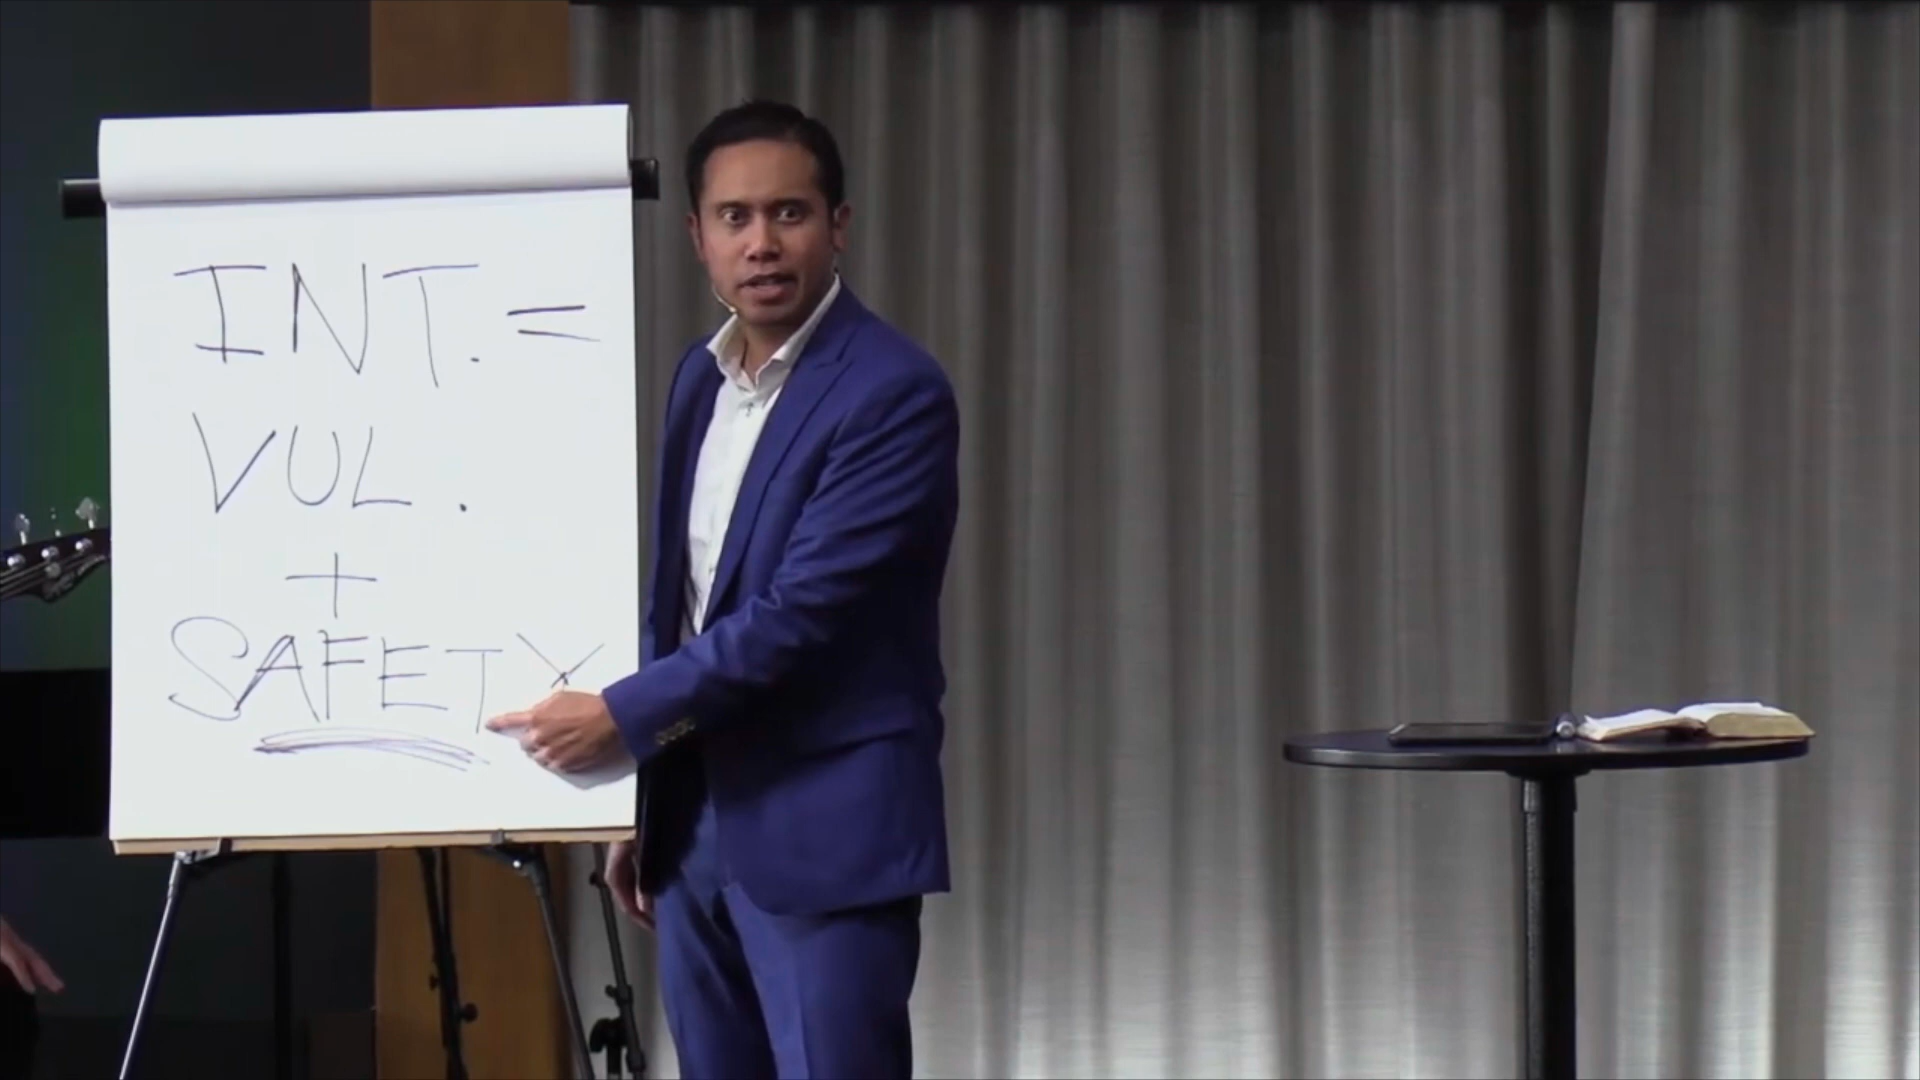 INT. =
VUL.
+
SAFETY